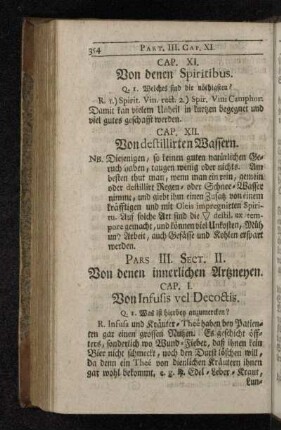 354 PART. III. CAP. XI.
CAP. XI.
Von denen Spiritibus.
Q. 1. Welches sind die nöthigsten?
R. 1.) Spirit. Vin. rect. 2.) Spir. Vini Camphor.
Damit kan vielem Unheil in kurtzen begegnet und
viel gutes geschafft werden.
CAP. XII.
Von destillirten Wassern.
NB. Diejenigen, so keinen guten natürlichen Ge-
ruch haben, taugen wenig oder nichts. Am
besten thut man, wenn man ein rein, gemein
oder destillirt Regen- oder Schnee-Wasser
nimmt, und giebt ihm einen Zusatz von einem
kräfftigen und mit Oleis impregnirten Spiri-
tu. Auf solche Art sind die ▽ destil. ex tem-
pore gemacht, und können viel Unkosten, Müh
un̄ Arbeit, auch Gefässe und Kohlen erspart
werden.
PARS III. SECT. II.
Von denen innerlichen Artzneyen.
CAP. I.
Von Infusis vel Decoctis.
Q. 1. Was ist hierbey anzumercken?
R. Infusa und Kräuter-Theé haben bey Patien-
ten gar einen grossen Nutzen. Es geschicht öff-
ters, sonderlich bey Wund-Fieber, daß ihnen kein
Bier nicht schmeckt, noch den Durst löschen will,
da denn ein Theé von dienlichen Kräutern ihnen
gar wohl bekommt, e. g. ℞. Edel-Leber-Kraut,
Lun-